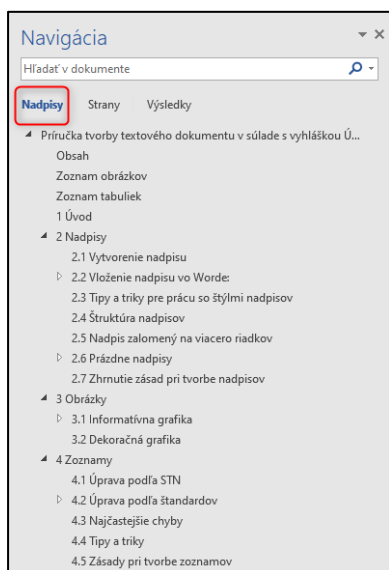 Navigácia
Hľadať v dokumente
Nadpisy Strany Výsledky
Príručka tvorby textového dokumentu v súlade s vyhláškou Ú...
Obsah
Zoznam obrázkov
Zoznam tabuliek
1 Úvod
2 Nadpisy
2.1 Vytvorenie nadpisu
2.2 Vloženie nadpisu vo Worde:
2.3 Tipy a triky pre prácu so štýlmi nadpisov
2.4 Štruktúra nadpisov
2.5 Nadpis zalomený na viacero riadkov
2.6 Prázdne nadpisy
2.7 Zhrnutie zásad pri tvorbe nadpisov
3 Obrázky
3.1 Informatívna grafika
3.2 Dekoračná grafika
4 Zoznamy
4.1 Úprava podľa STN
4.2 Úprava podľa štandardov
4.3 Najčastejšie chyby
4.4 Tipy a triky
4.5 Zásady pri tvorbe zoznamov